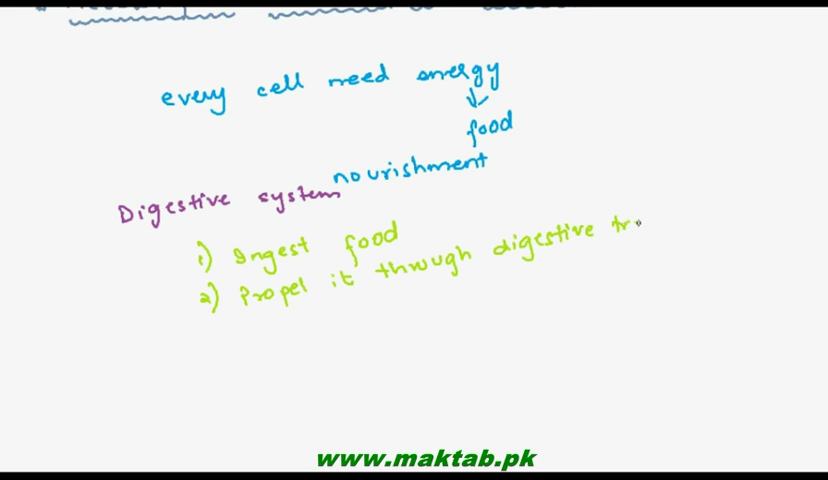 every cell need energy
food
nourishment
Digestive system
1) Ingest food
2) Propel it through digestive tr
www.maktab.pk